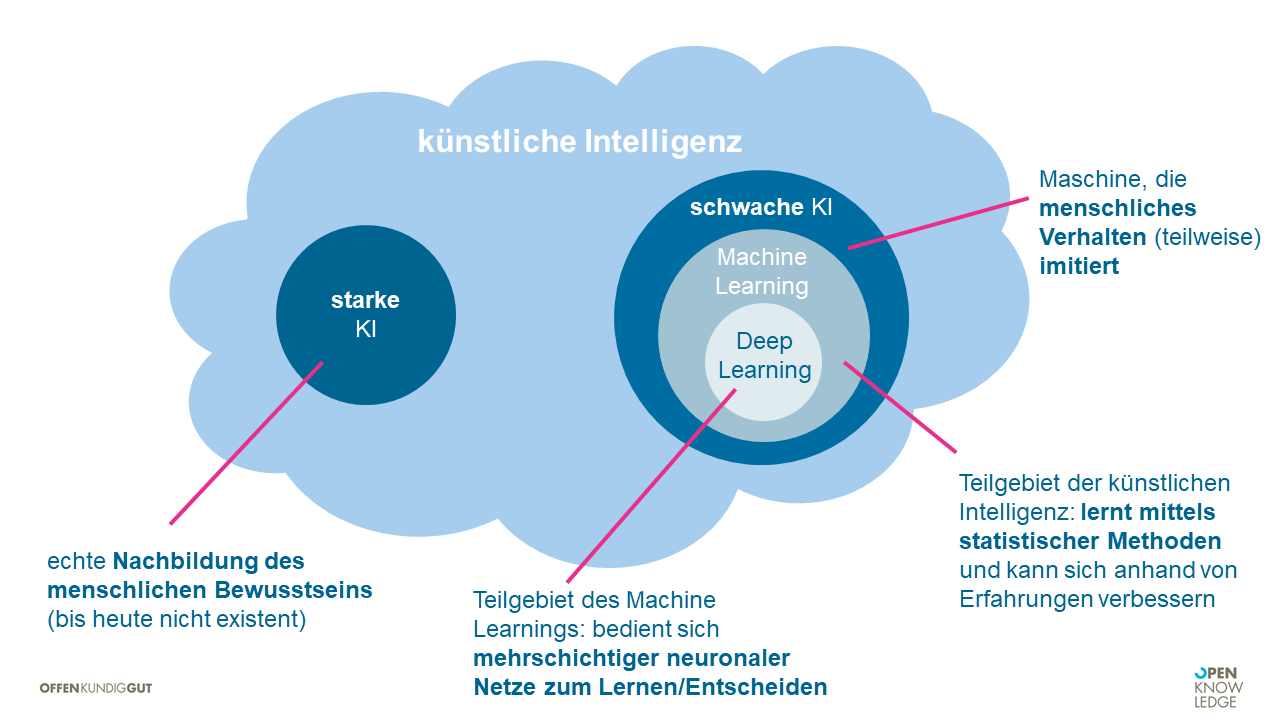 künstliche Intelligenz
starke
KI
schwache KI
Machine
Learning
Deep
Learning
Maschine, die
menschliches
Verhalten (teilweise)
imitiert
Teilgebiet der künstlichen
Intelligenz: lernt mittels
statistischer Methoden
und kann sich anhand von
Erfahrungen verbessern
echte Nachbildung des
menschlichen Bewusstseins
(bis heute nicht existent)
Teilgebiet des Machine
Learnings: bedient sich
mehrschichtiger neuronaler
Netze zum Lernen/Entscheiden
OFFENKUNDIGGUT
OPEN
KNOW
LEDGE